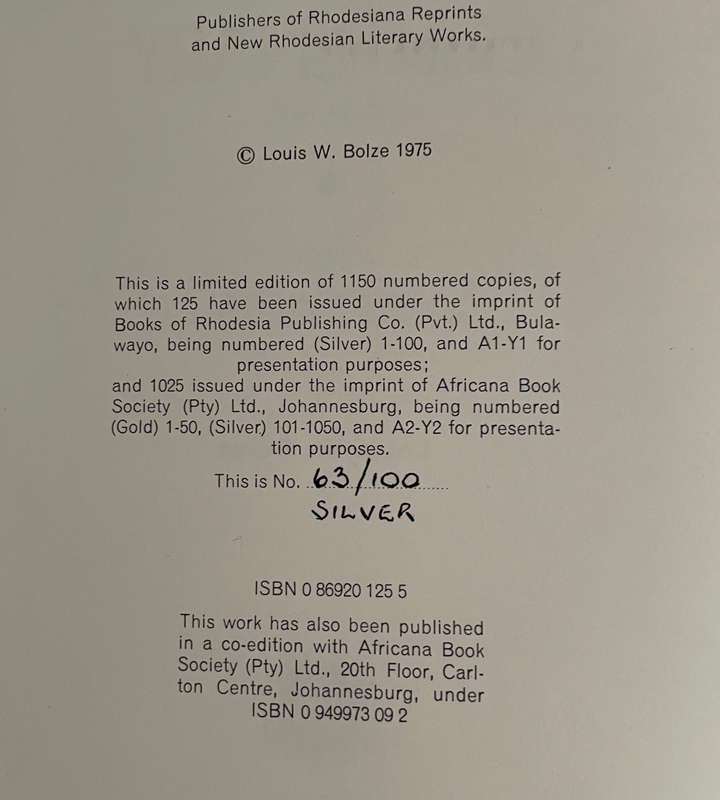 Publishers of Rhodesiana Reprints
and New Rhodesian Literary Works.
© Louis W. Bolze 1975
This is a limited edition of 1150 numbered copies, of
which 125 have been issued under the imprint of
Books of Rhodesia Publishing Co. (Pvt.) Ltd., Bula-
wayo, being numbered (Silver) 1-100, and A1-Y1 for
presentation purposes;
and 1025 issued under the imprint of Africana Book
Society (Pty) Ltd., Johannesburg, being numbered
(Gold) 1-50, (Silver) 101-1050, and A2-Y2 for presenta-
tion purposes.
This is No. 63/100
SILVER
ISBN 0 86920 125 5
This work has also been published
in a co-edition with Africana Book
Society (Pty) Ltd., 20th Floor, Carl-
ton Centre, Johannesburg, under
ISBN 0 949973 09 2